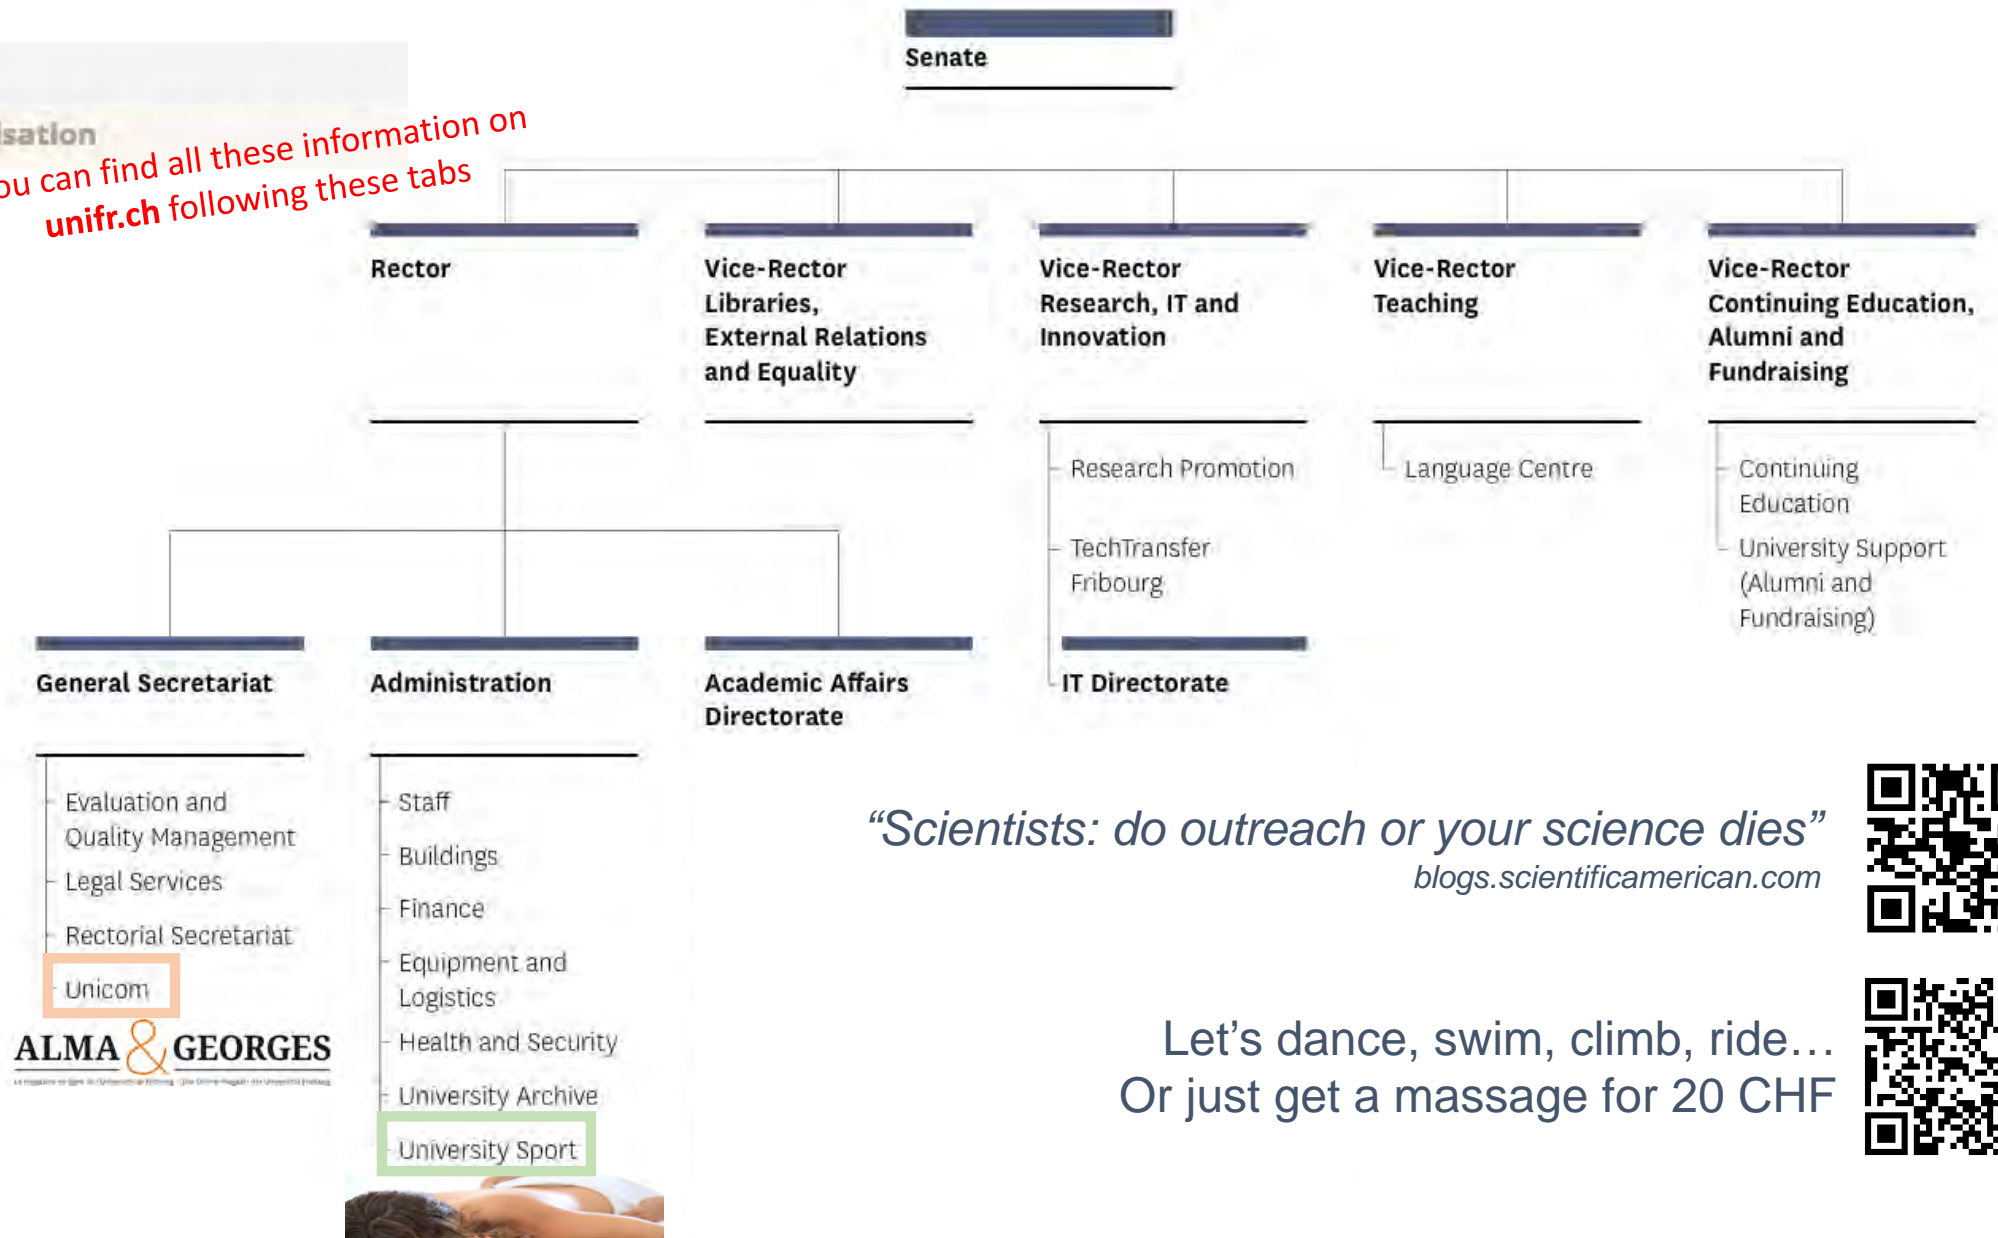 Senate
isation
ou can find all these information on
unifr.ch following these tabs
Rector
Vice-Rector
Libraries,
External Relations
and Equality
Vice-Rector
Research, IT and
Innovation
Vice-Rector
Teaching
Vice-Rector
Continuing Education,
Alumni and
Fundraising
Research Promotion
TechTransfer
Fribourg
IT Directorate
Language Centre
Continuing
Education
University Support
(Alumni and
Fundraising)
General Secretariat
Evaluation and
Quality Management
Legal Services
Rectorial Secretariat
Unicom
ALMA & GEORGES
Administration
Staff
Buildings
Finance
Equipment and
Logistics
Health and Security
University Archive
University Sport
Academic Affairs
Directorate
“Scientists: do outreach or your science dies”
blogs.scientificamerican.com
Let’s dance, swim, climb, ride…
Or just get a massage for 20 CHF